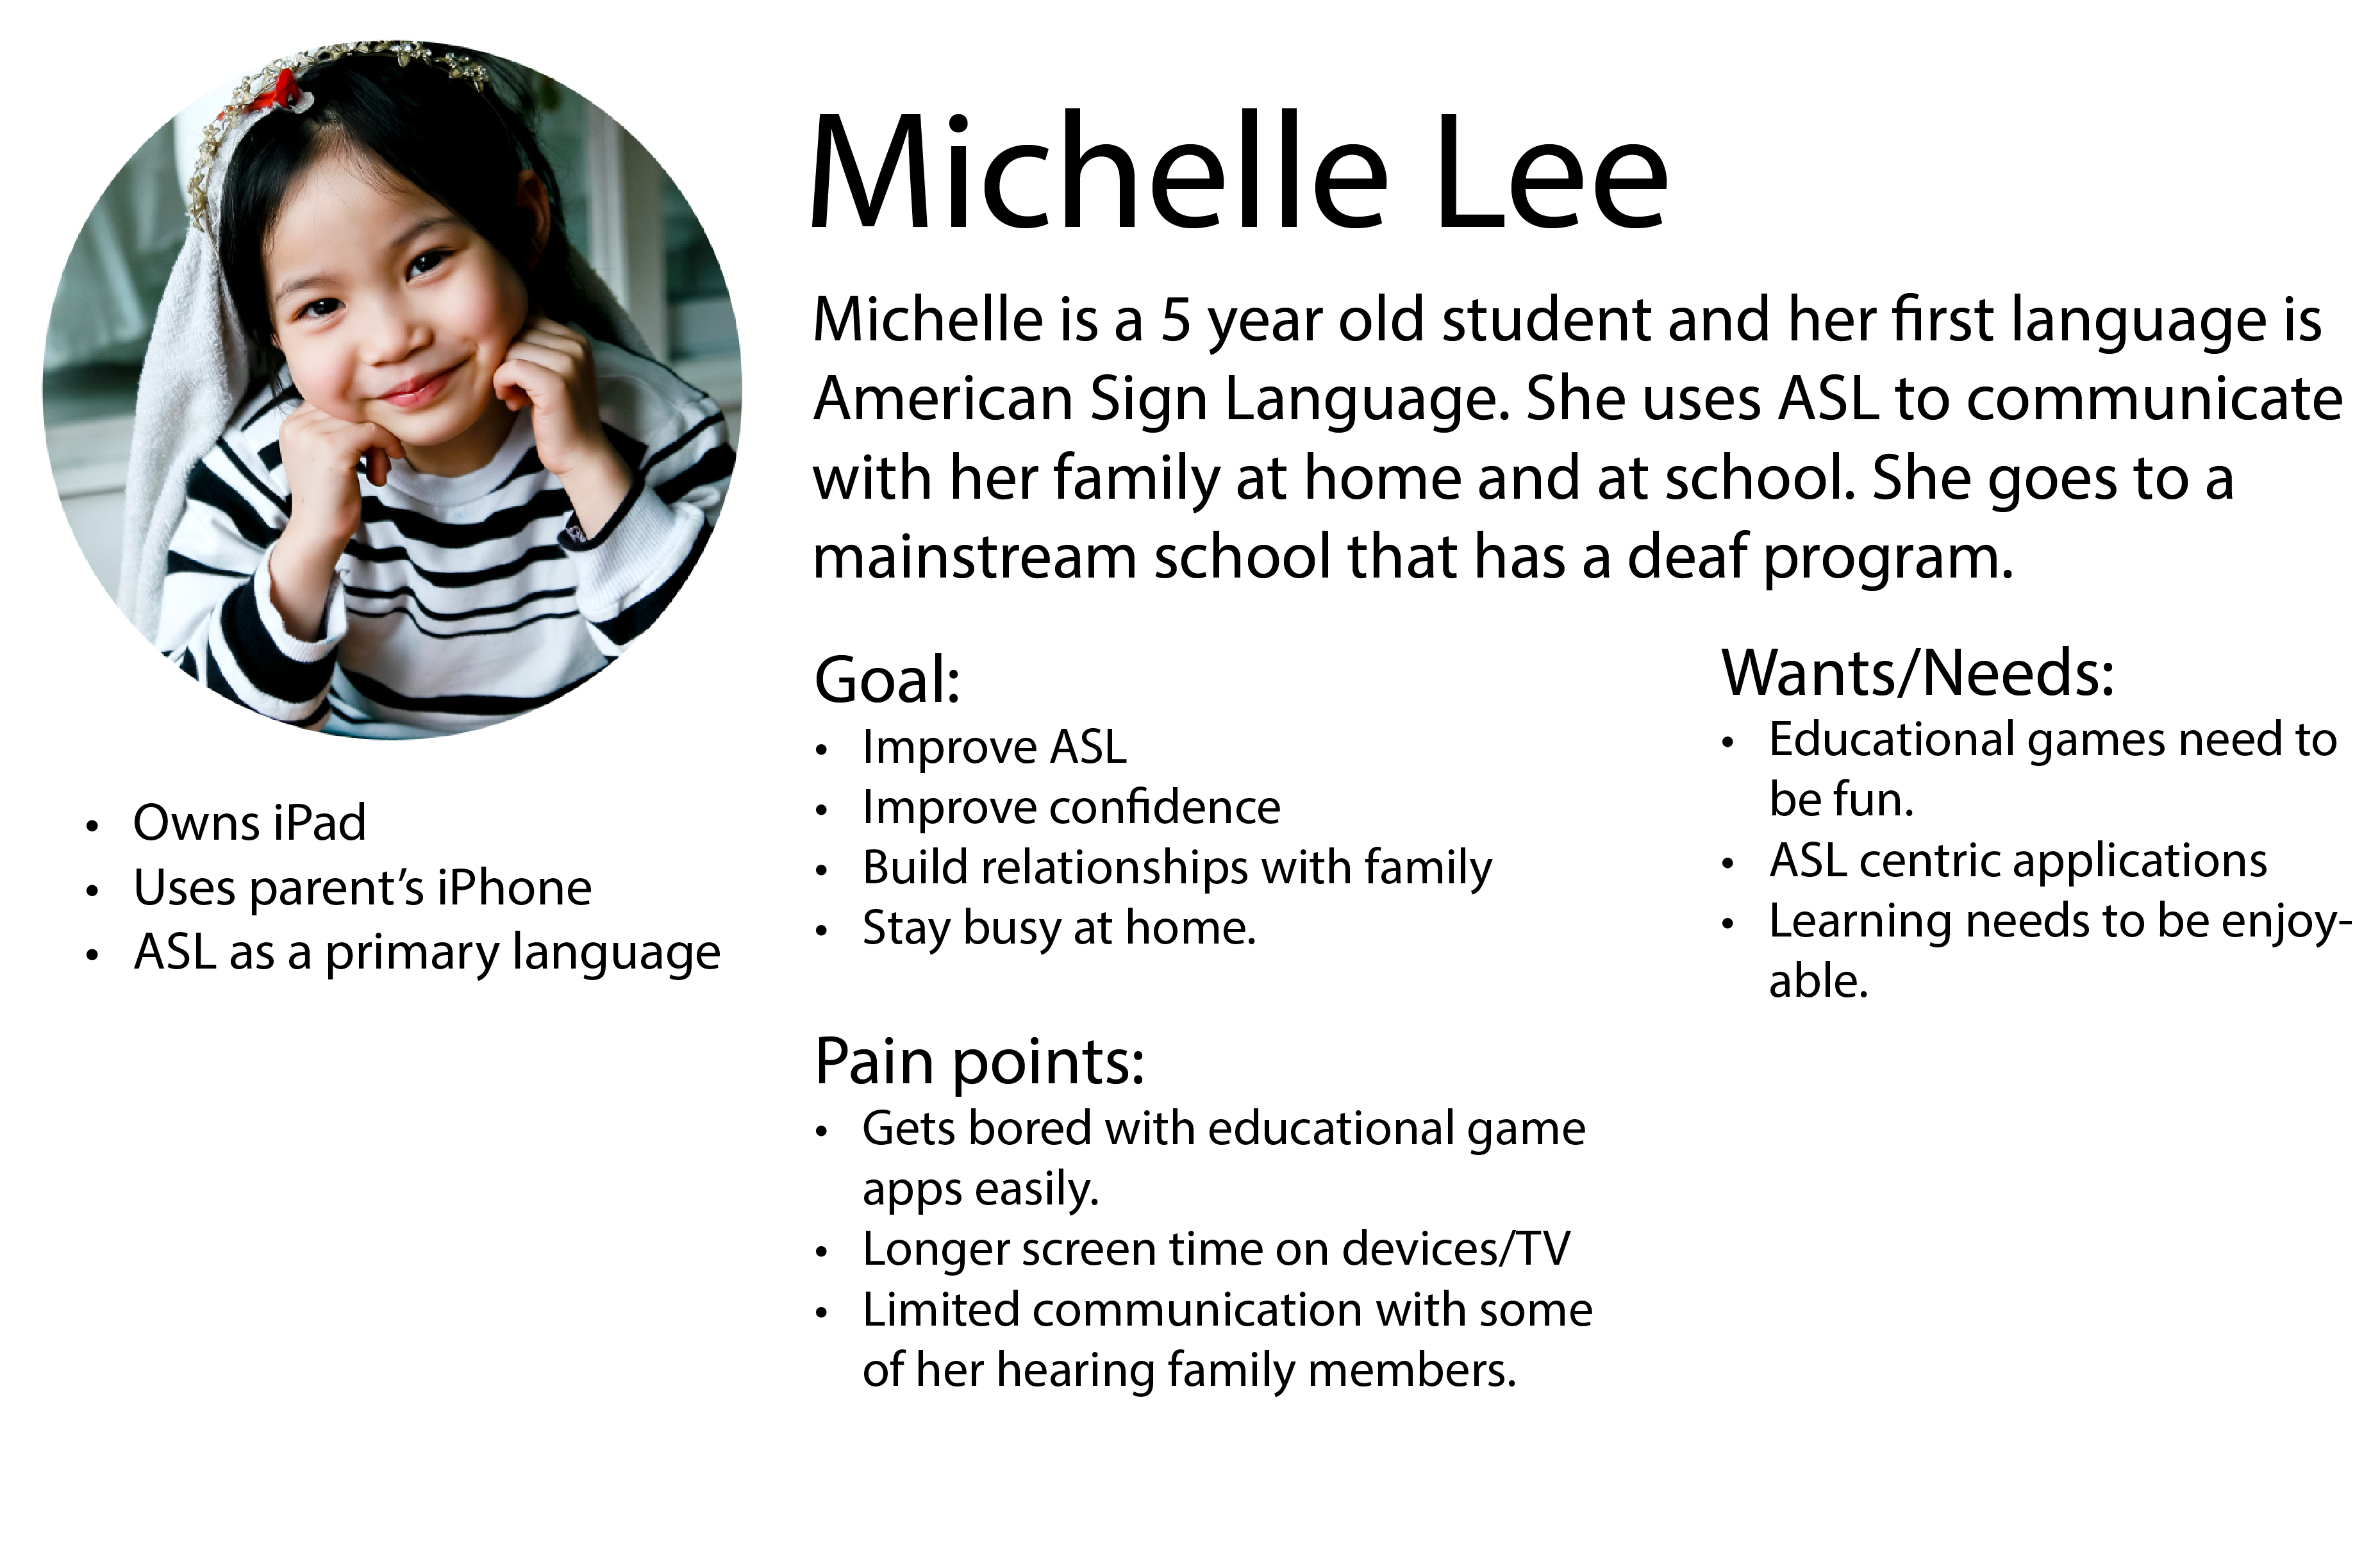 Michelle Lee
Michelle is a 5 year old student and her first language is
American Sign Language. She uses ASL to communicate
with her family at home and at school. She goes to a
mainstream school that has a deaf program.
• Owns iPad
• Uses parent’s iPhone
• ASL as a primary language
Goal:
• Improve ASL
• Improve confidence
• Build relationships with family
• Stay busy at home.
Pain points:
• Gets bored with educational game
apps easily.
• Longer screen time on devices/TV
• Limited communication with some
of her hearing family members.
Wants/Needs:
• Educational games need to
be fun.
• ASL centric applications
• Learning needs to be enjoy-
able.